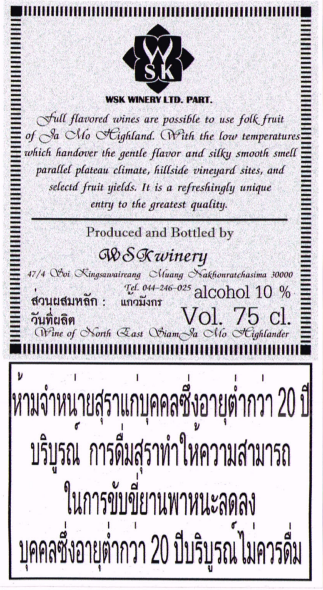 W
S K
WSK WINERY LTD. PART.
Full flavored wines are possible to use folk fruit
of Ja Mo Highland. With the low temperatures
which handover the gentle flavor and silky smooth smell
parallel plateau climate, hillside vineyard sites, and
selectd fruit yields. It is a refreshingly unique
entry to the greatest quality.
Produced and Bottled by
WSKwinery
47/4 Soi Kingsawaireang Muang Nakhonratchasima 30000
Tel. 044-246-025
ส่วนผสมหลัก : แก้วมังกร alcohol 10 %
วันที่ผลิต Vol. 75 cl.
Wine of North East Siam, Ja Mo Highlander
ห้ามจำหน่ายสุราแก่บุคคลซึ่งอายุต่ำกว่า 20 ปี
บริบูรณ์ การดื่มสุราทำให้ความสามารถ
ในการขับขี่ยานพาหนะลดลง
บุคคลซึ่งอายุต่ำกว่า 20 ปีบริบูรณ์ไม่ควรดื่ม